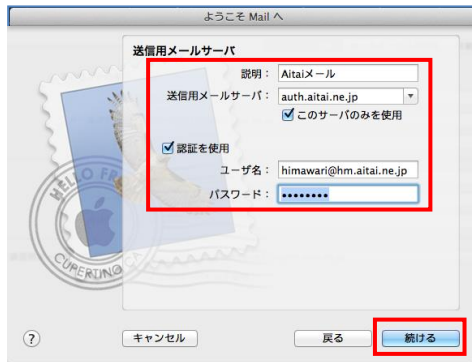 ようこそ Mail へ
送信用メールサーバ
説明： Aitaiメール
送信用メールサーバ： auth.aitai.ne.jp
このサーバのみを使用
認証を使用
ユーザ名： himawari@hm.aitai.ne.jp
パスワード： ••••••••
HELLO FR
CUPERTINO
? キャンセル 戻る 続ける